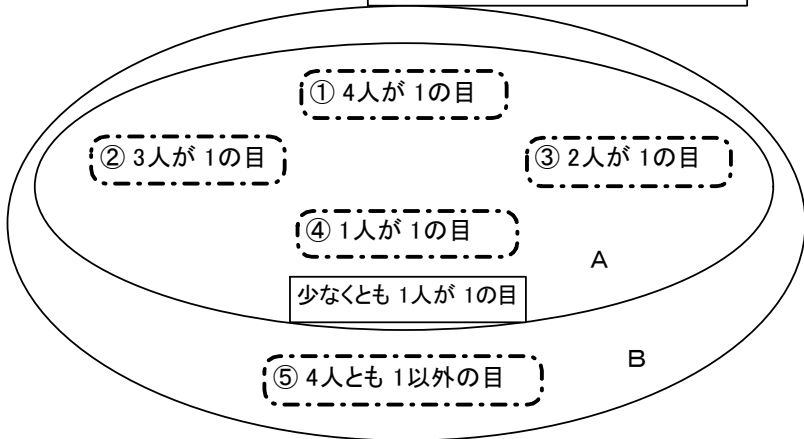 ① 4人が 1の目
② 3人が 1の目
③ 2人が 1の目
④ 1人が 1の目
A
少なくとも 1人が 1の目
B
⑤ 4人とも 1以外の目